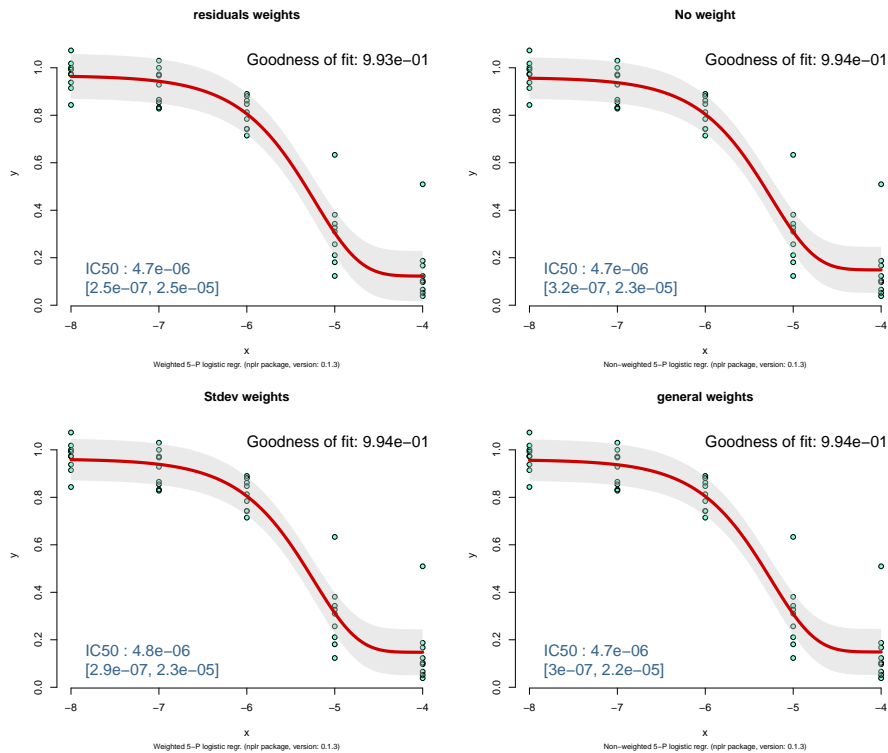 residuals weights
Goodness of fit: 9.93e−01
1.0
0.8
0.6
y
0.4
0.2
0.0
IC50 : 4.7e−06
[2.5e−07, 2.5e−05]
−8 −7 −6 −5 −4
x
Weighted 5−P logistic regr. (nplr package, version: 0.1.3)
No weight
Goodness of fit: 9.94e−01
1.0
0.8
0.6
y
0.4
0.2
0.0
IC50 : 4.7e−06
[3.2e−07, 2.3e−05]
−8 −7 −6 −5 −4
x
Non−weighted 5−P logistic regr. (nplr package, version: 0.1.3)
Stdev weights
Goodness of fit: 9.94e−01
1.0
0.8
0.6
y
0.4
0.2
0.0
IC50 : 4.8e−06
[2.9e−07, 2.3e−05]
−8 −7 −6 −5 −4
x
Weighted 5−P logistic regr. (nplr package, version: 0.1.3)
general weights
Goodness of fit: 9.94e−01
1.0
0.8
0.6
y
0.4
0.2
0.0
IC50 : 4.7e−06
[3e−07, 2.2e−05]
−8 −7 −6 −5 −4
x
Non−weighted 5−P logistic regr. (nplr package, version: 0.1.3)